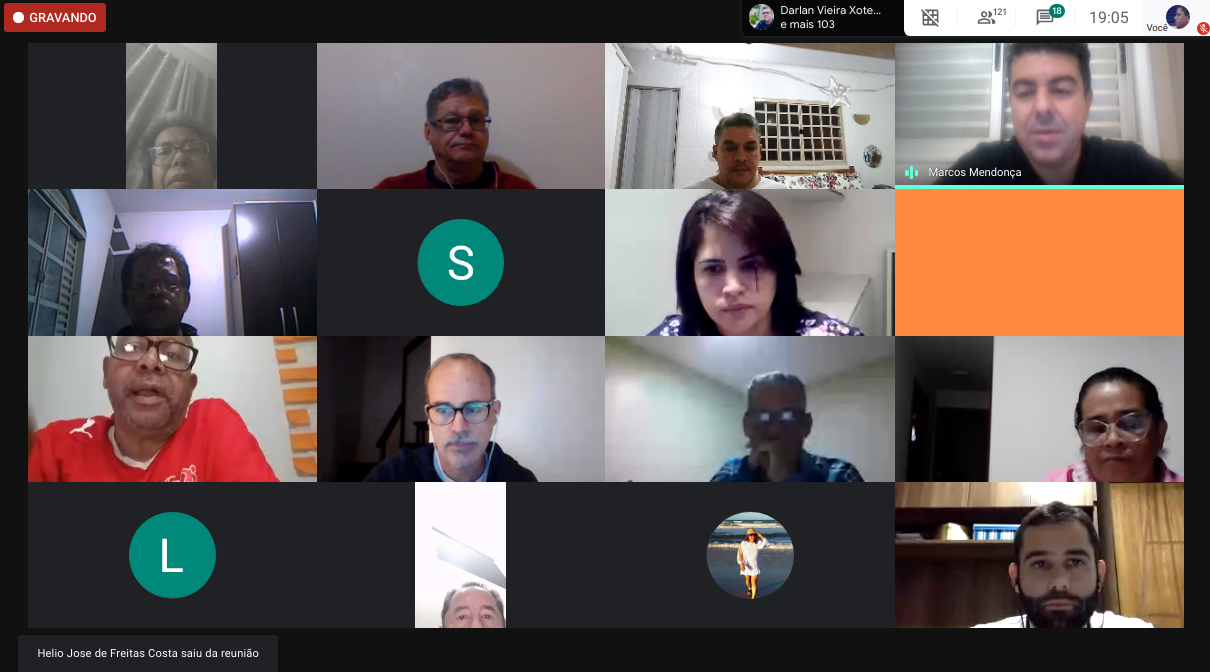 GRAVANDO
Darlan Vieira Xote...
e mais 103
121
18
19:05
Você
Marcos Mendonça
S
L
Helio Jose de Freitas Costa saiu da reunião